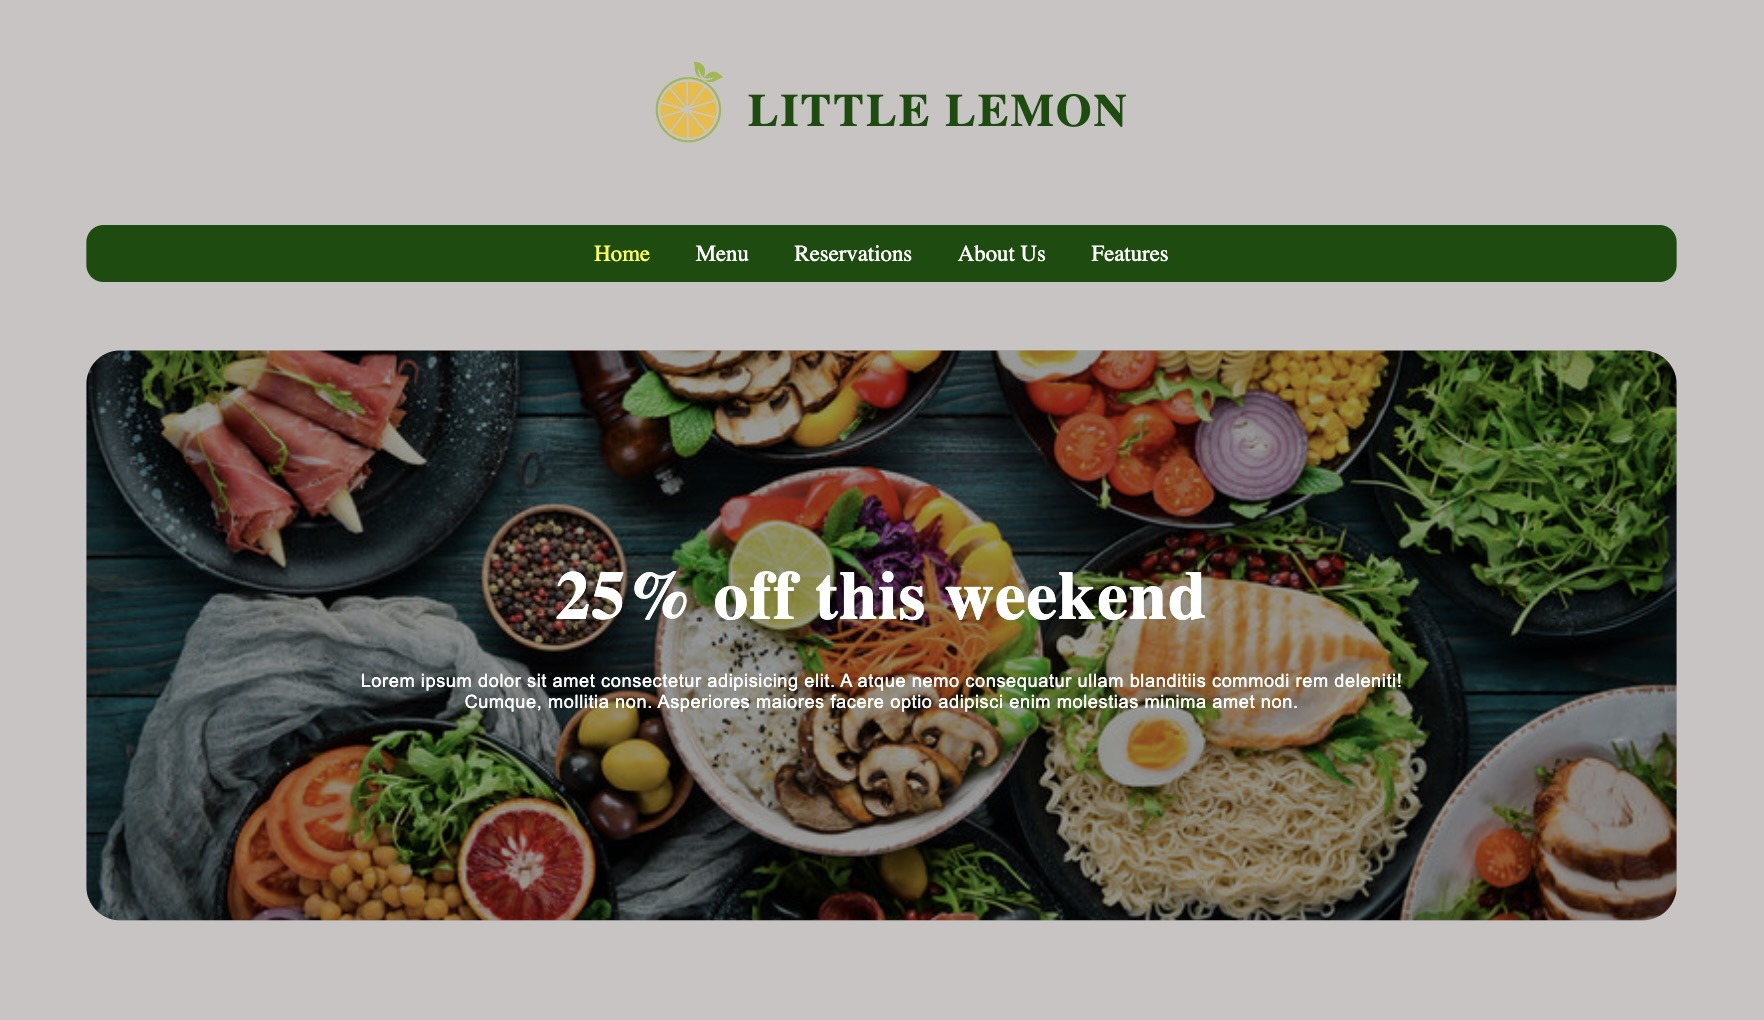 LITTLE LEMON
Home Menu Reservations About Us Features
25% off this weekend
Lorem ipsum dolor sit amet consectetur adipisicing elit. A atque nemo consequatur ullam blanditiis commodi rem deleniti!
Cumque, mollitia non. Asperiores maiores facere optio adipisci enim molestias minima amet non.